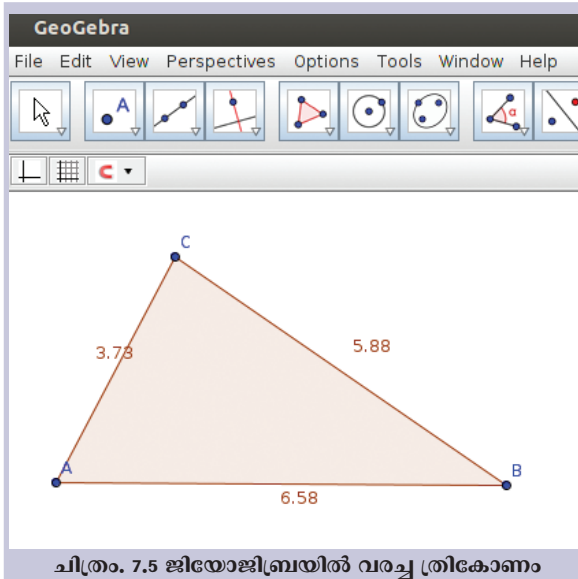 GeoGebra
File Edit View Perspectives Options Tools Window Help
A
α
C
3.73
5.88
A
B
6.58
ചിത്രം. 7.5 ജിയോജിബ്രയിൽ വരച്ച ത്രികോണം